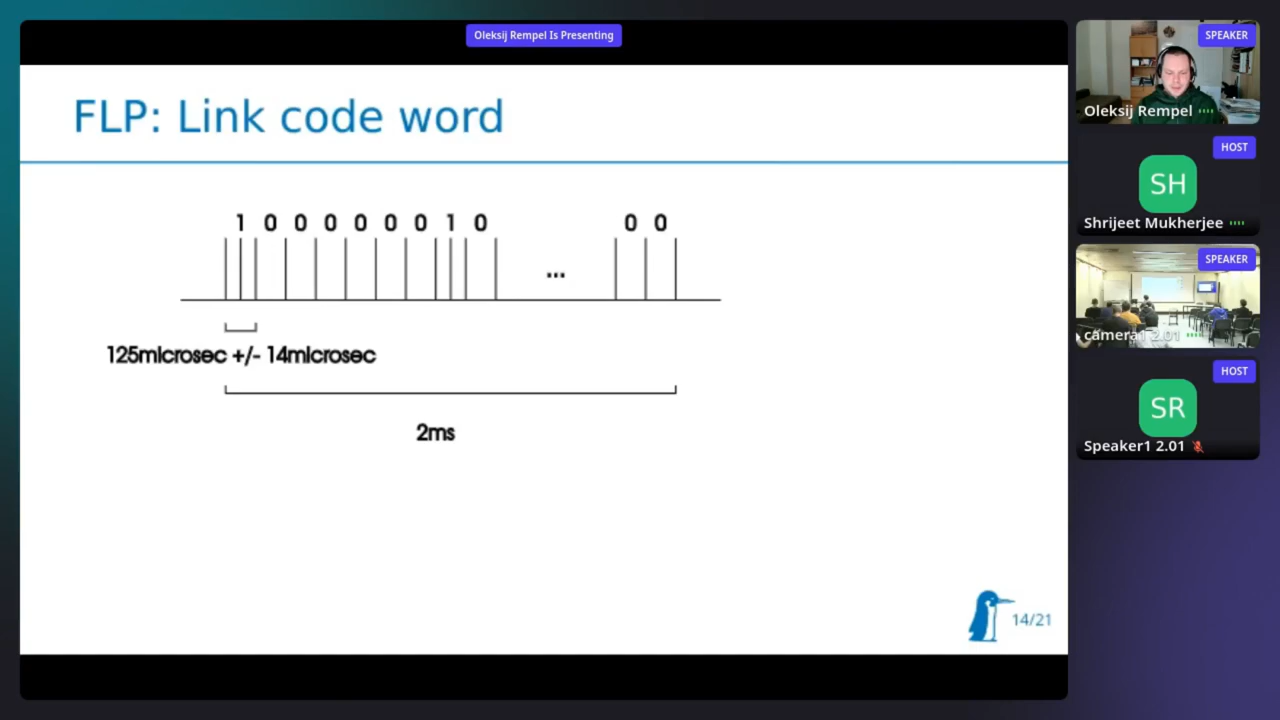 Oleksij Rempel Is Presenting
FLP: Link code word
1 0 0 0 0 0 0 1 0 ... 0 0
125microsec +/- 14microsec
2ms
14/21
SPEAKER
Oleksij Rempel
HOST
SH
Shrijeet Mukherjee
SPEAKER
camera1 2.01
HOST
SR
Speaker1 2.01